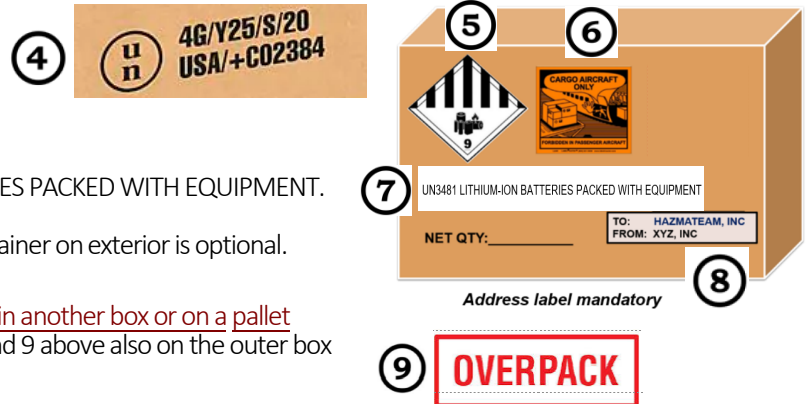 4
un
4G/Y25/S/20
USA/+C02384
5
6
CARGO AIRCRAFT
ONLY
FORBIDDEN IN PASSENGER AIRCRAFT
9
ES PACKED WITH EQUIPMENT.
7
UN3481 LITHIUM-ION BATTERIES PACKED WITH EQUIPMENT
ainer on exterior is optional.
NET QTY:
TO: HAZMATEAM, INC
FROM: XYZ, INC
8
Address label mandatory
in another box or on a pallet
nd 9 above also on the outer box
9
OVERPACK